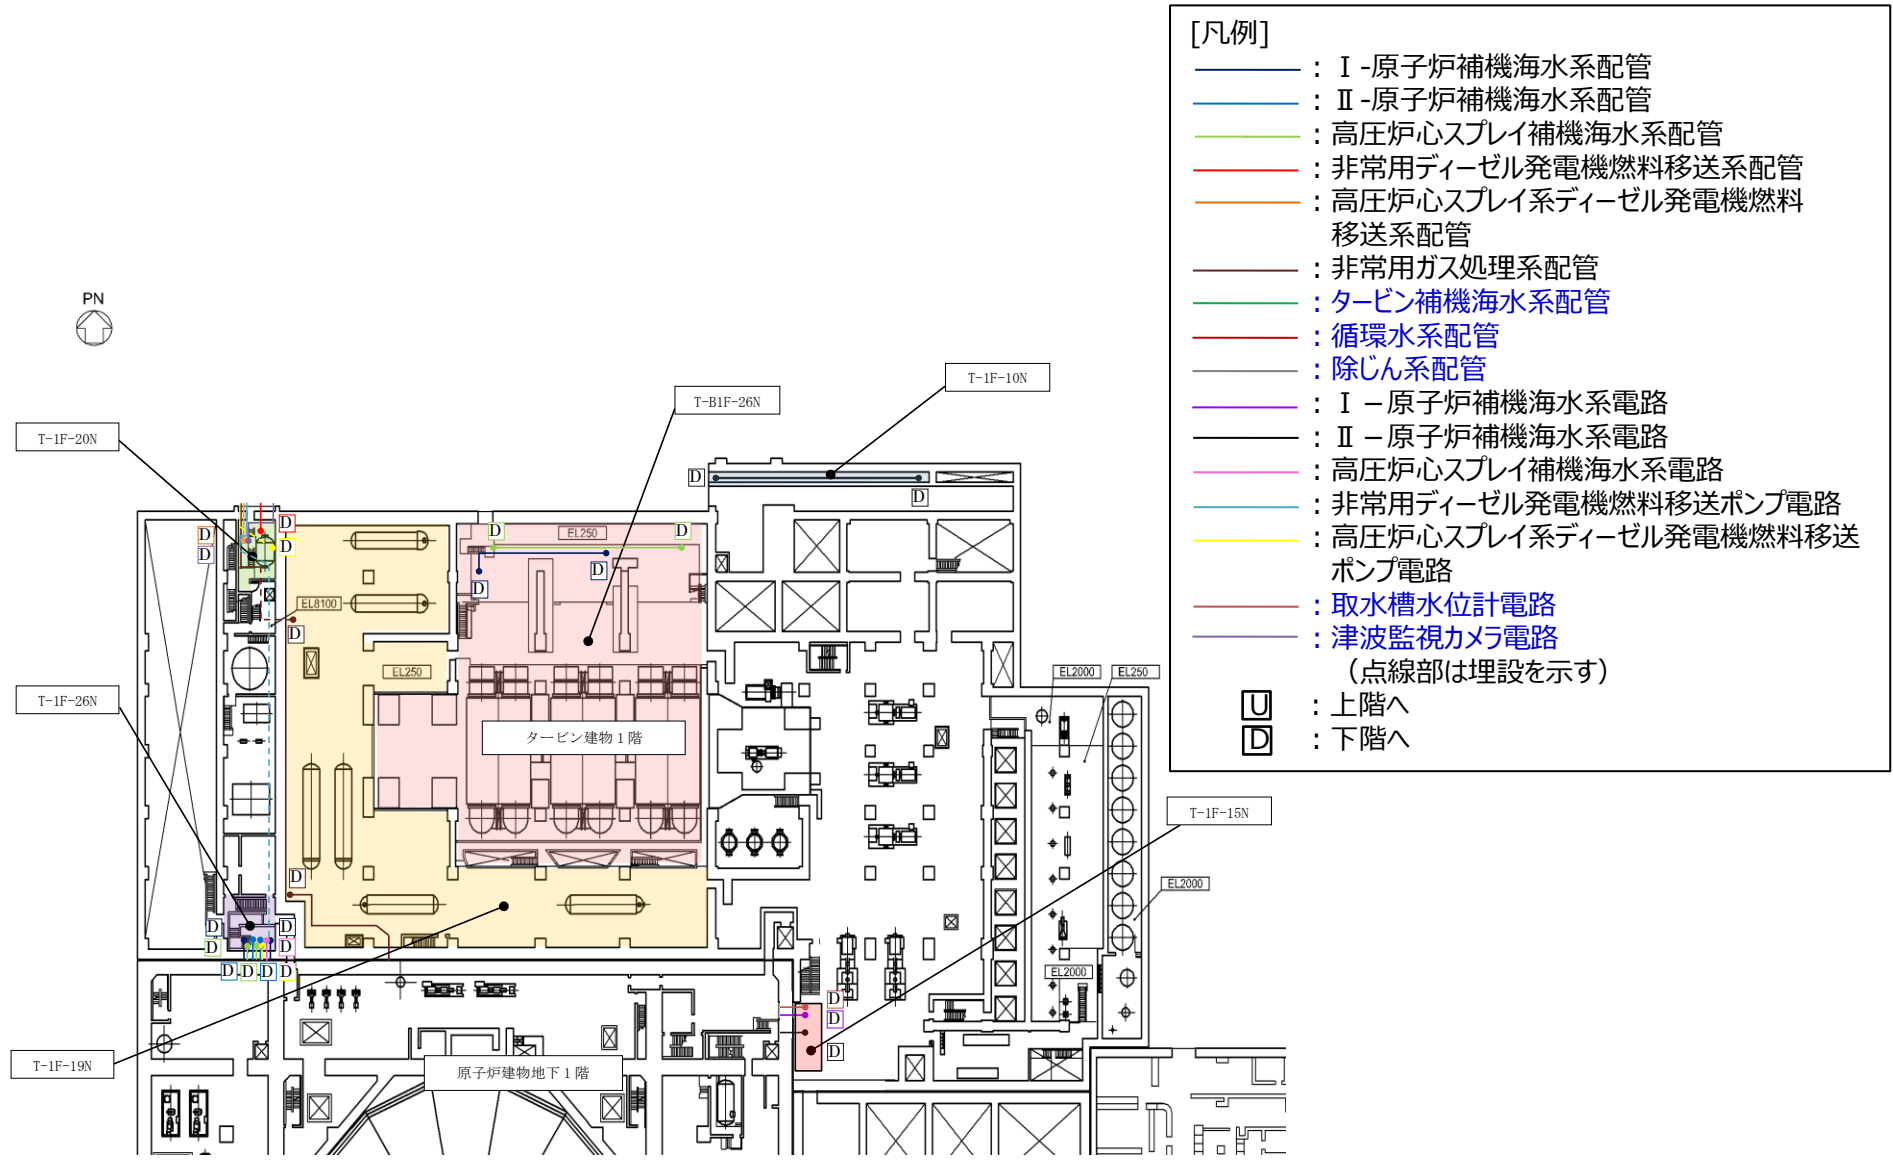 [凡例]
： Ⅰ-原子炉補機海水系配管
： Ⅱ-原子炉補機海水系配管
：高圧炉心スプレイ補機海水系配管
：非常用ディーゼル発電機燃料移送系配管
：高圧炉心スプレイ系ディーゼル発電機燃料
移送系配管
：非常用ガス処理系配管
：タービン補機海水系配管
：循環水系配管
：除じん系配管
： Ⅰ－原子炉補機海水系電路
： Ⅱ－原子炉補機海水系電路
：高圧炉心スプレイ補機海水系電路
：非常用ディーゼル発電機燃料移送ポンプ電路
：高圧炉心スプレイ系ディーゼル発電機燃料移送
ポンプ電路
：取水槽水位計電路
：津波監視カメラ電路
（点線部は埋設を示す）
U ：上階へ
D ：下階へ
PN
T-1F-10N
T-B1F-26N
T-1F-20N
D
D
D
D
D
D
D
D
EL250
D
D
EL8100
D
EL250
EL2000
EL250
T-1F-26N
タービン建物1階
T-1F-15N
D
EL2000
D
D
D
D
D
D
D
D
EL2000
D
D
D
T-1F-19N
原子炉建物地下1階